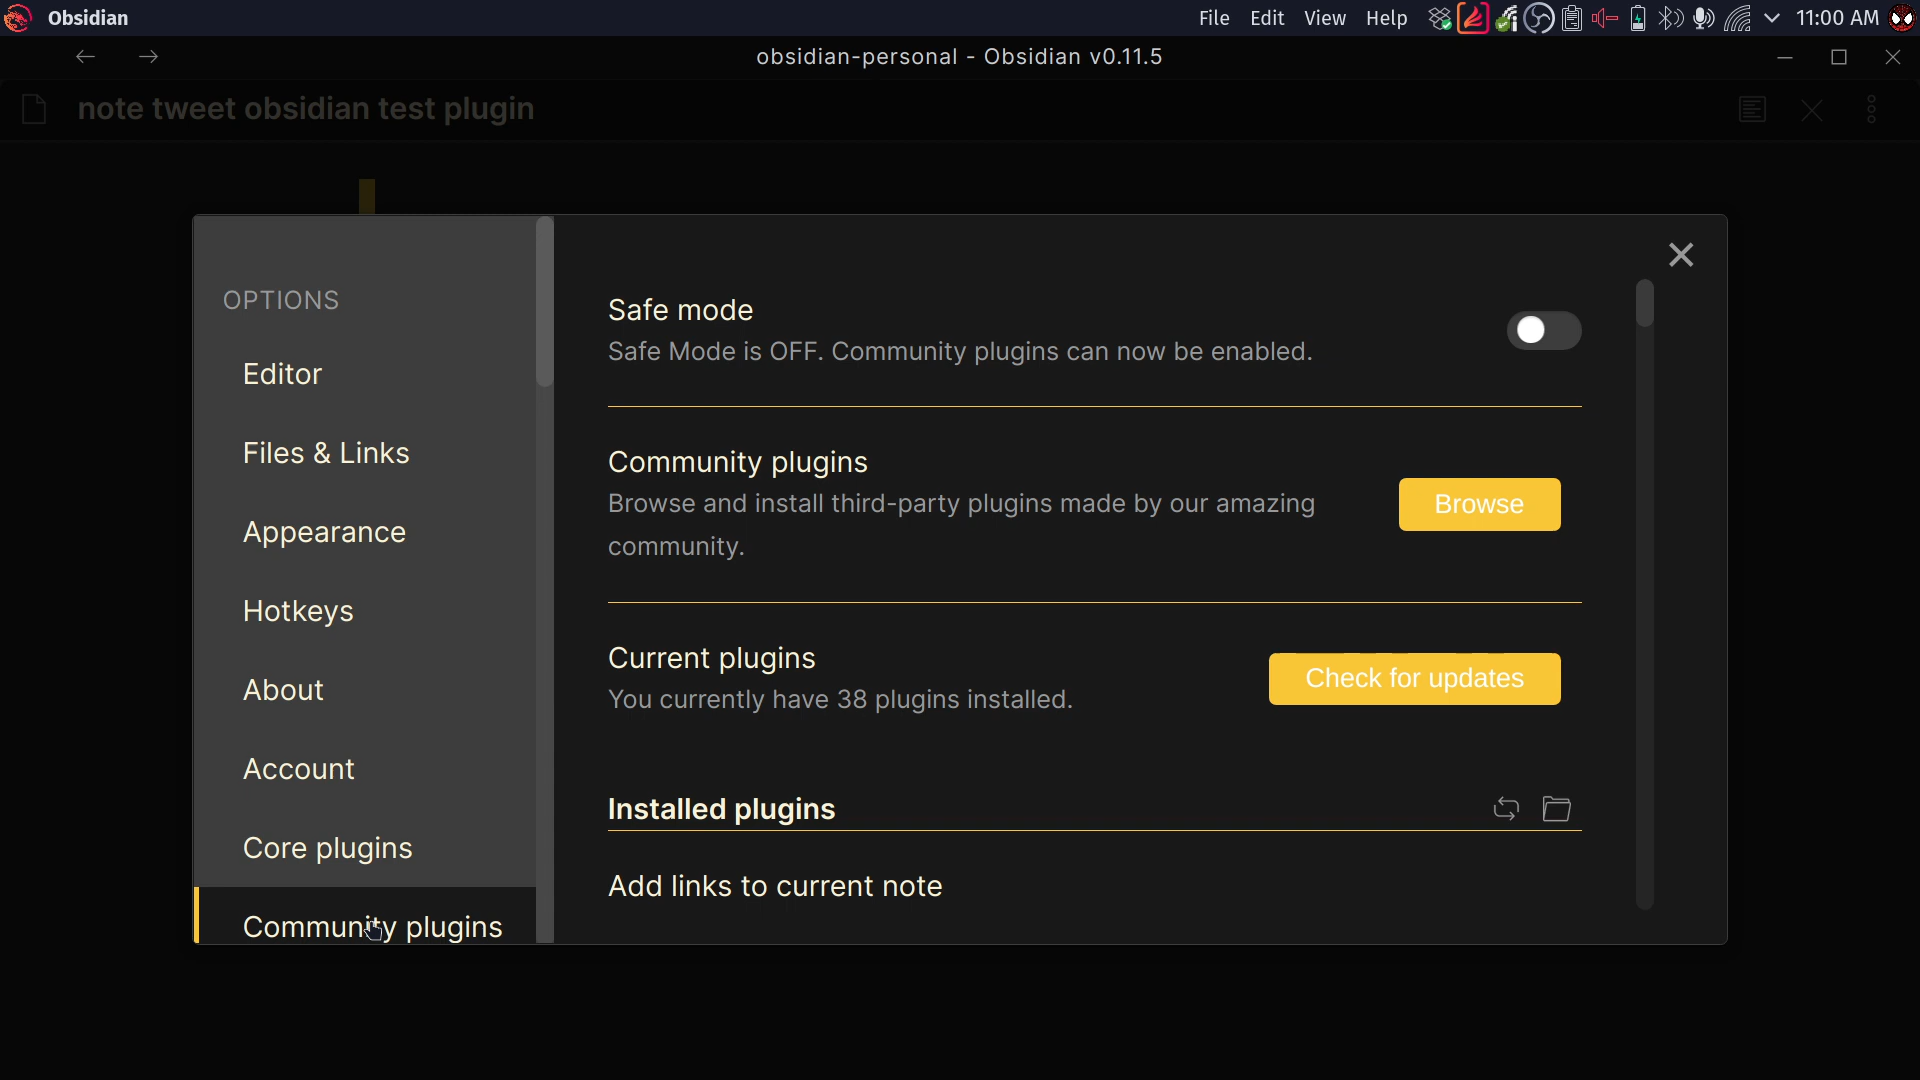 Obsidian
File Edit View Help
11:00 AM
obsidian-personal - Obsidian v0.11.5
note tweet obsidian test plugin
OPTIONS
Editor
Files & Links
Appearance
Hotkeys
About
Account
Core plugins
Community plugins
Safe mode
Safe Mode is OFF. Community plugins can now be enabled.
Community plugins
Browse and install third-party plugins made by our amazing
community.
Browse
Current plugins
You currently have 38 plugins installed.
Check for updates
Installed plugins
Add links to current note